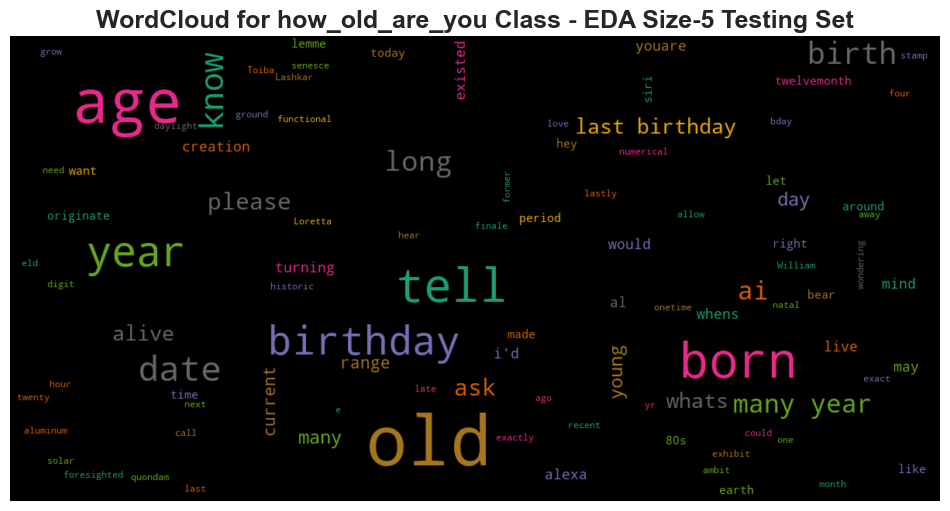 WordCloud for how_old_are_you Class - EDA Size-5 Testing Set
grow
lemme
today
existed
youare
birth
stamp
senesce
Toiba
Lashkar
know
siri
twelvemonth
four
age
ground
functional
daylight
love
last birthday
bday
creation
hey
numerical
long
need
want
former
let
please
lastly
day
around
originate
Loretta
period
allow
away
finale
year
hear
would
right
wondering
eld
turning
William
digit
historic
tell
al
ai
bear
mind
onetime
natal
whens
alive
birthday
made
i'd
live
date
range
young
born
may
hour
current
late
ask
exact
twenty
time
next
e
ago
yr
whats
many year
aluminum
call
many
old
exactly
recent
80s
could
one
solar
exhibit
foresighted
quondam
alexa
ambit
like
last
earth
month